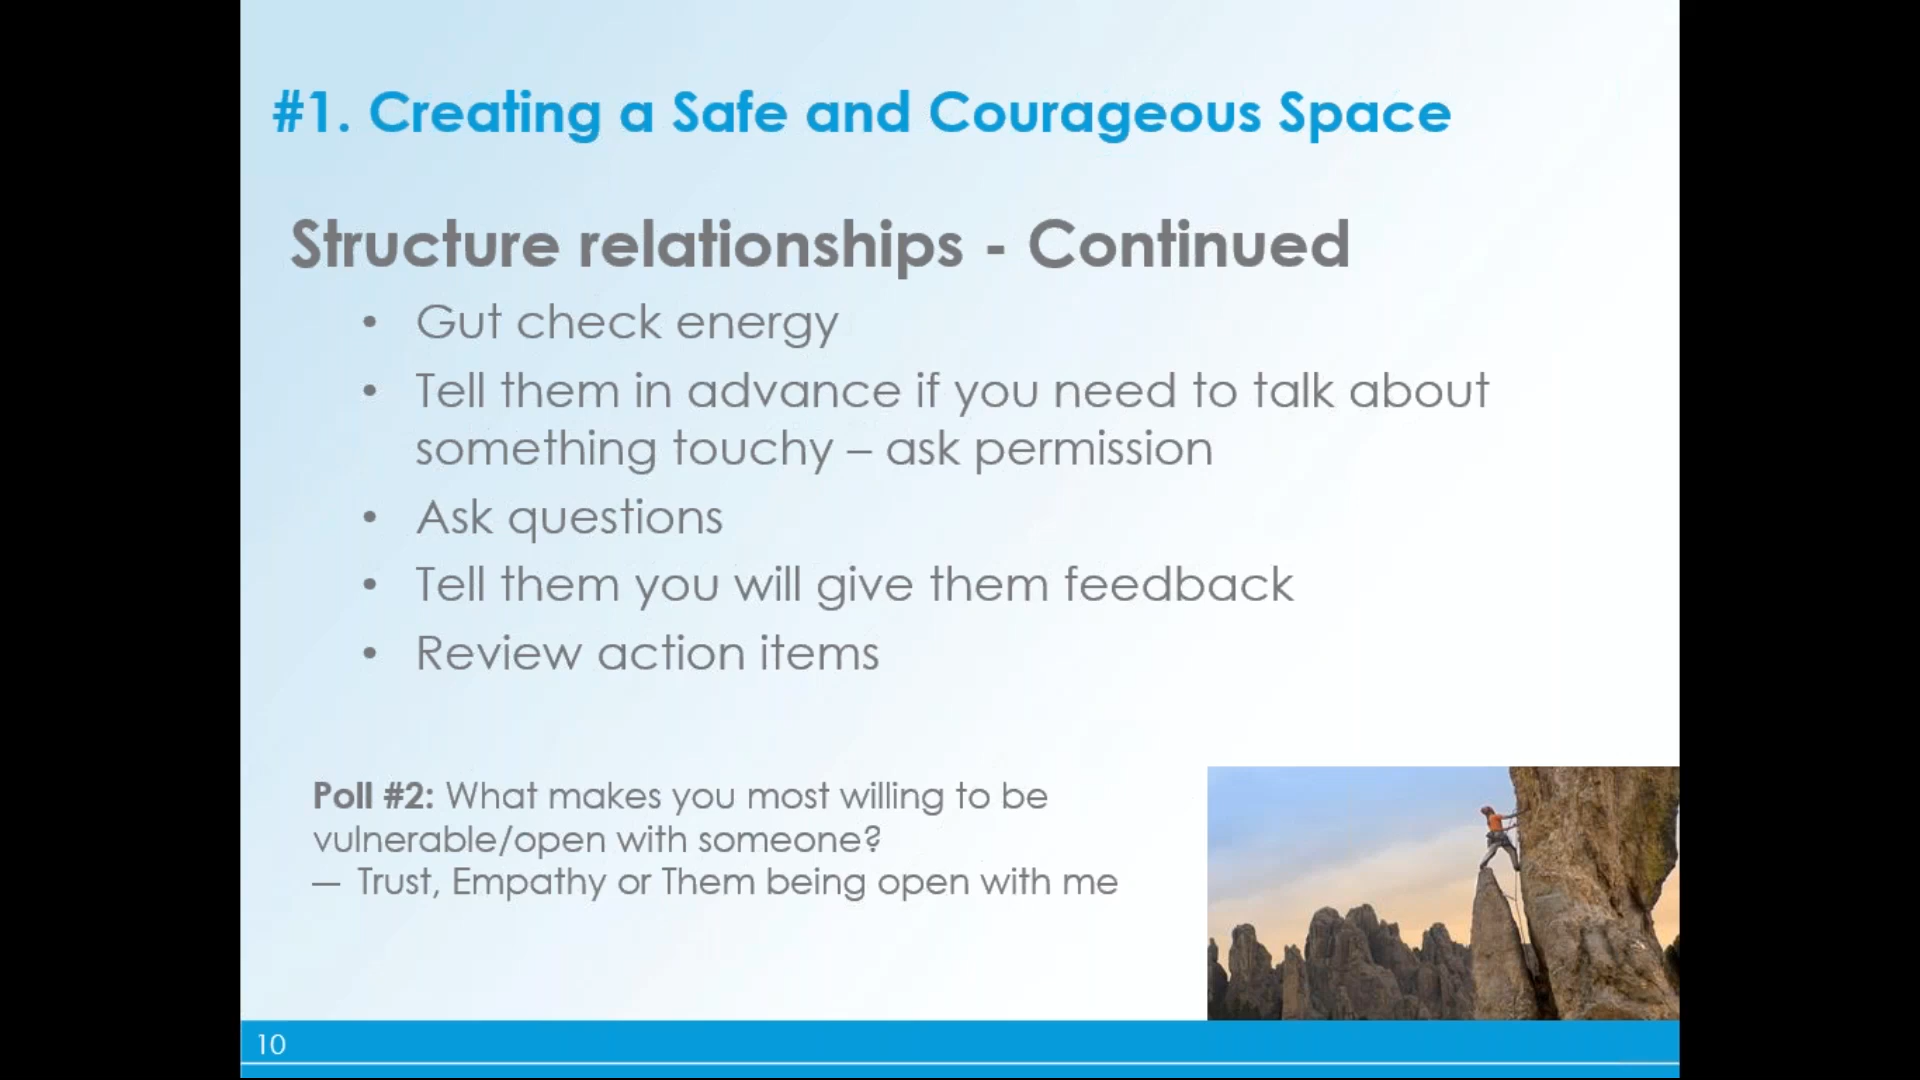 #1. Creating a Safe and Courageous Space
Structure relationships - Continued
• Gut check energy
• Tell them in advance if you need to talk about
something touchy – ask permission
• Ask questions
• Tell them you will give them feedback
• Review action items
Poll #2: What makes you most willing to be
vulnerable/open with someone?
— Trust, Empathy or Them being open with me
10